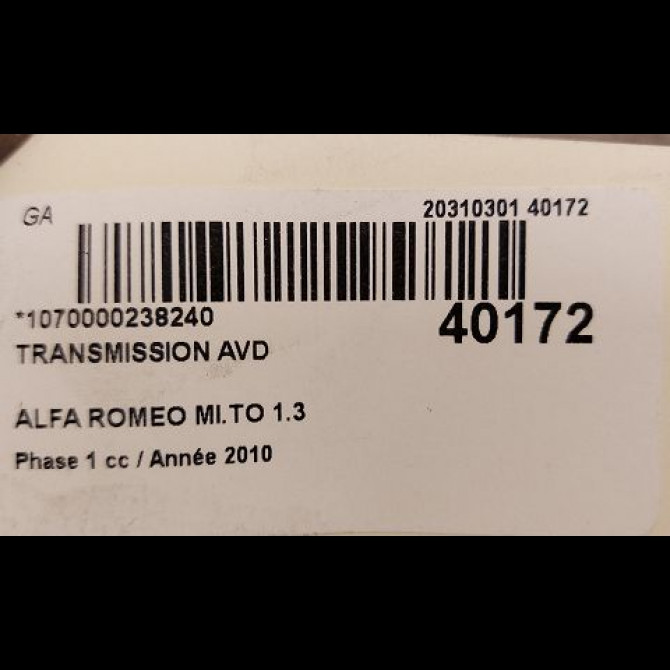 GA
20310301 40172
*1070000238240
40172
TRANSMISSION AVD
ALFA ROMEO MI.TO 1.3
Phase 1 cc / Année 2010